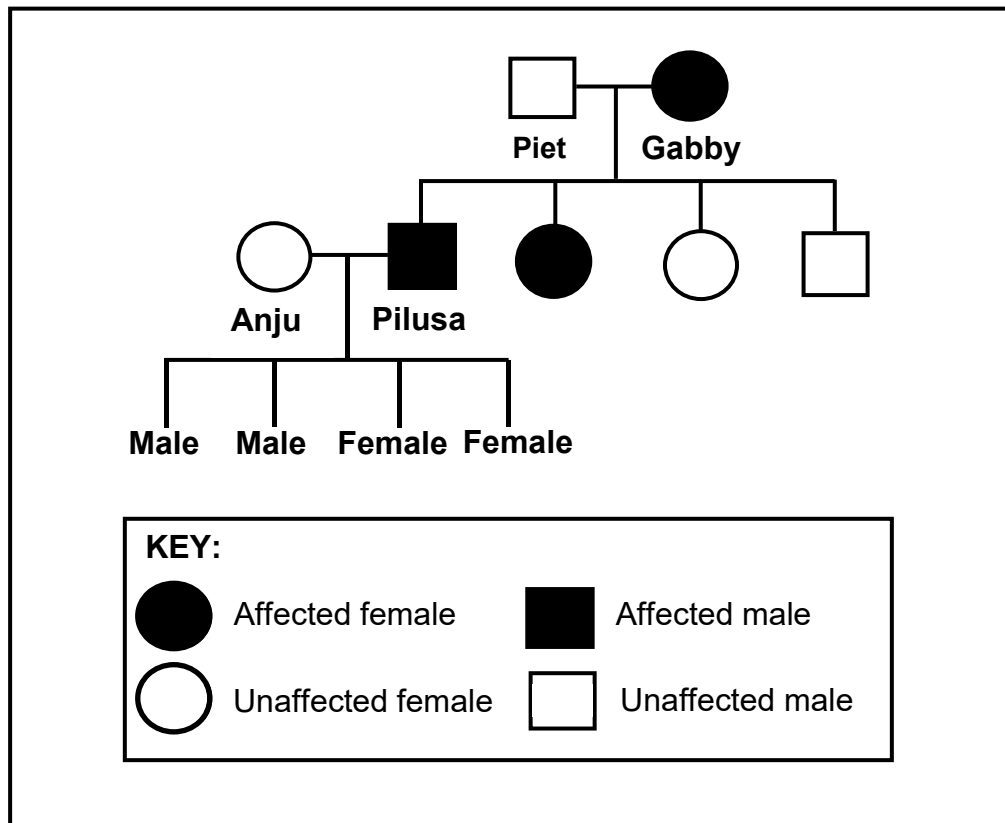 Piet Gabby
Anju Pilusa
Male Male Female Female
KEY:
Affected female Affected male
Unaffected female Unaffected male